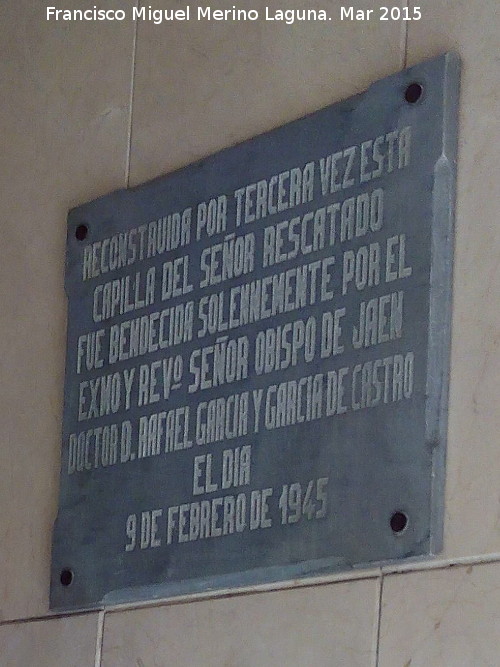 Francisco Miguel Merino Laguna. Mar 2015
RECONSTRUIDA POR TERCERA VEZ ESTA
CAPILLA DEL SEÑOR RESCATADO
FUE BENDECIDA SOLENNEMENTE POR EL
EXMO Y REVº SEÑOR OBISPO DE JAEN
DOCTOR D. RAFAEL GARCIA Y GARCIA DE CASTRO
EL DIA
9 DE FEBRERO DE 1945